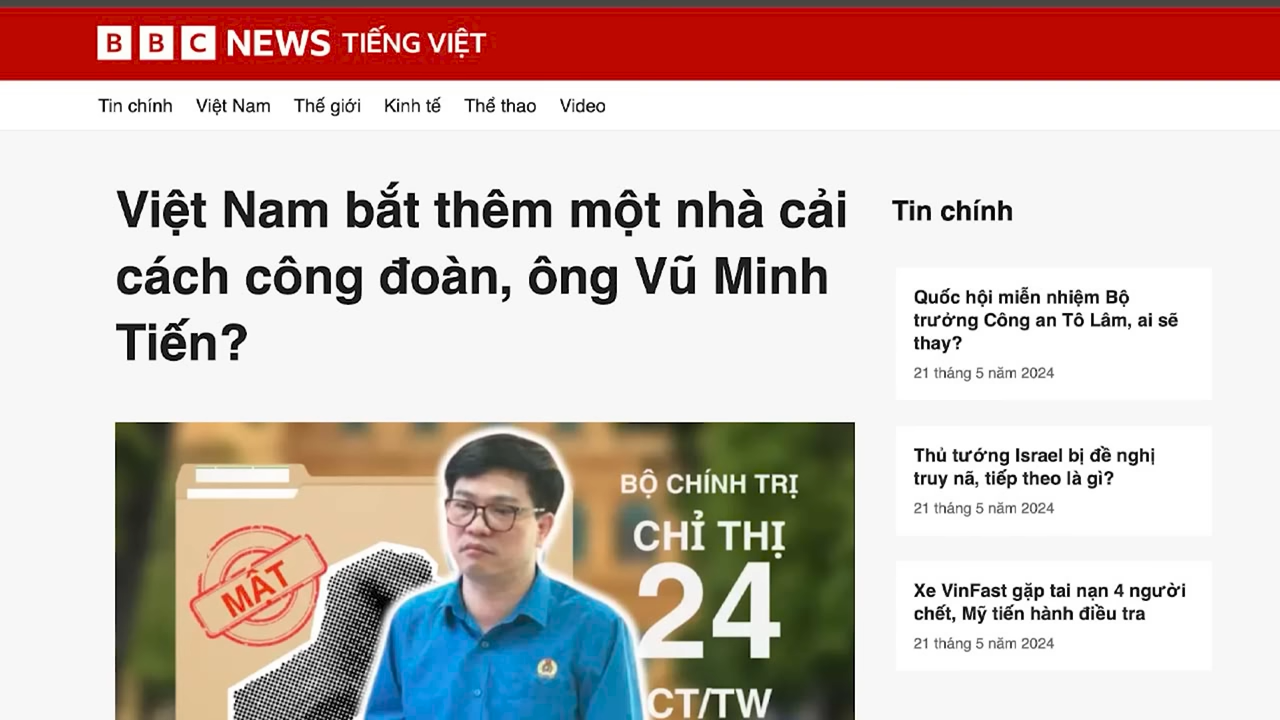 BBC NEWS TIẾNG VIỆT
Tin chính Việt Nam Thế giới Kinh tế Thể thao Video
Việt Nam bắt thêm một nhà cải
cách công đoàn, ông Vũ Minh
Tiến?
MẬT
BỘ CHÍNH TRỊ
CHỈ THỊ
24
CT/TW
Tin chính
Quốc hội miễn nhiệm Bộ
trưởng Công an Tô Lâm, ai sẽ
thay?
21 tháng 5 năm 2024
Thủ tướng Israel bị đề nghị
truy nã, tiếp theo là gì?
21 tháng 5 năm 2024
Xe VinFast gặp tai nạn 4 người
chết, Mỹ tiến hành điều tra
21 tháng 5 năm 2024